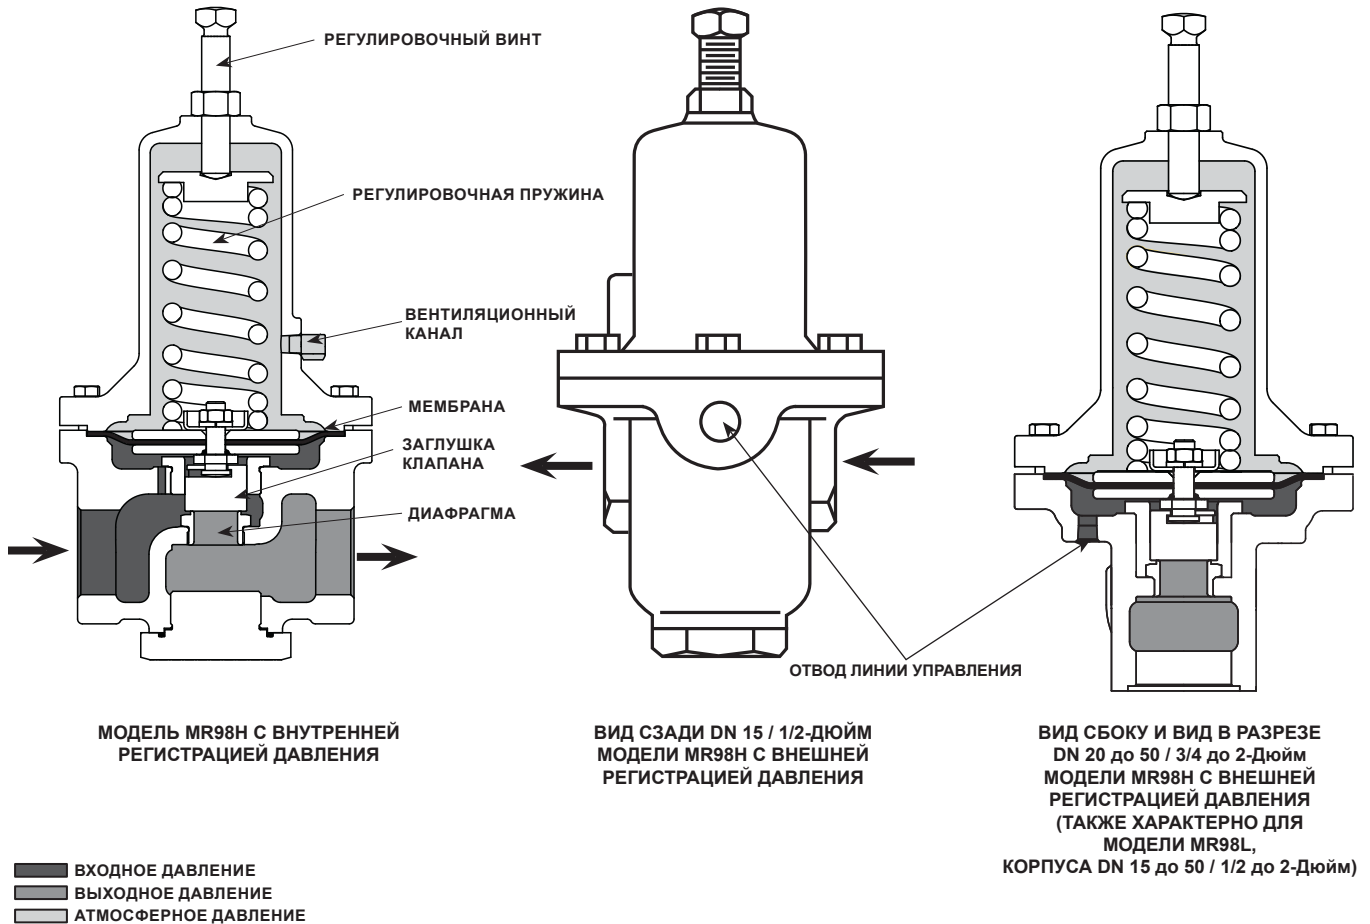 РЕГУЛИРОВОЧНЫЙ ВИНТ
РЕГУЛИРОВОЧНАЯ ПРУЖИНА
ВЕНТИЛЯЦИОННЫЙ
КАНАЛ
МЕМБРАНА
ЗАГЛУШКА
КЛАПАНА
ДИАФРАГМА
ОТВОД ЛИНИИ УПРАВЛЕНИЯ
МОДЕЛЬ MR98H С ВНУТРЕННЕЙ
РЕГИСТРАЦИЕЙ ДАВЛЕНИЯ
ВИД СЗАДИ DN 15 / 1/2-ДЮЙМ
МОДЕЛИ MR98H С ВНЕШНЕЙ
РЕГИСТРАЦИЕЙ ДАВЛЕНИЯ
ВИД СБОКУ И ВИД В РАЗРЕЗЕ
DN 20 до 50 / 3/4 до 2-Дюйм
МОДЕЛИ MR98H С ВНЕШНЕЙ
РЕГИСТРАЦИЕЙ ДАВЛЕНИЯ
(ТАКЖЕ ХАРАКТЕРНО ДЛЯ
МОДЕЛИ MR98L,
КОРПУСА DN 15 до 50 / 1/2 до 2-Дюйм)
ВХОДНОЕ ДАВЛЕНИЕ
ВЫХОДНОЕ ДАВЛЕНИЕ
АТМОСФЕРНОЕ ДАВЛЕНИЕ